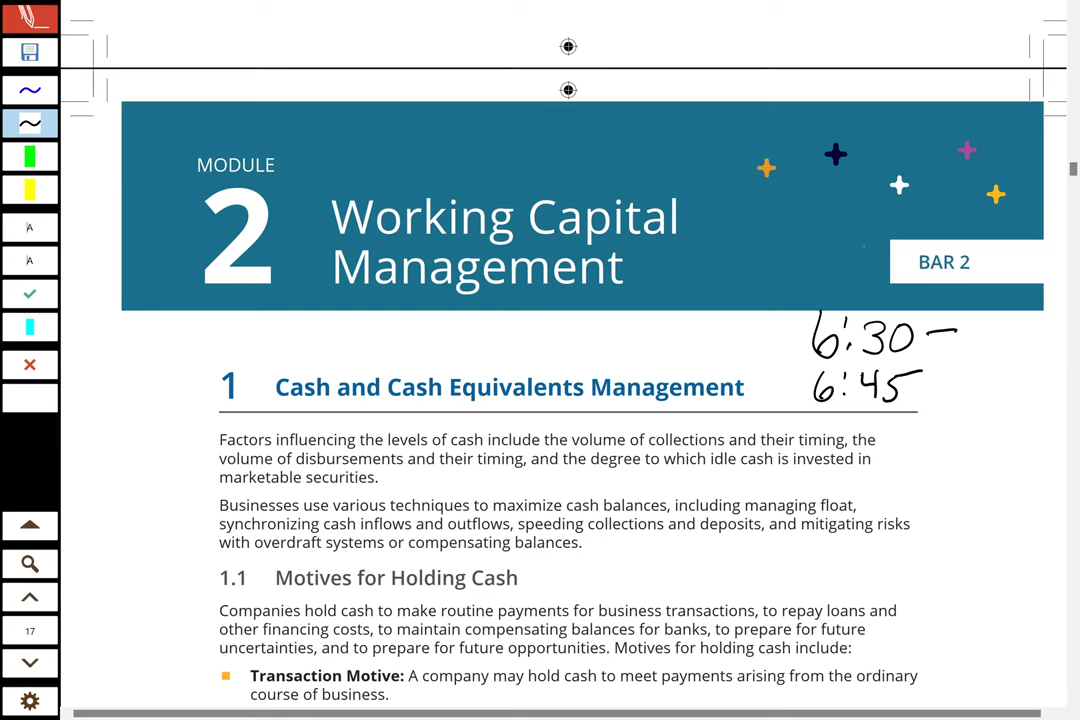 MODULE
2
Working Capital
Management
BAR 2
6:30 –
6:45
1 Cash and Cash Equivalents Management
Factors influencing the levels of cash include the volume of collections and their timing, the
volume of disbursements and their timing, and the degree to which idle cash is invested in
marketable securities.
Businesses use various techniques to maximize cash balances, including managing float,
synchronizing cash inflows and outflows, speeding collections and deposits, and mitigating risks
with overdraft systems or compensating balances.
1.1 Motives for Holding Cash
Companies hold cash to make routine payments for business transactions, to repay loans and
other financing costs, to maintain compensating balances for banks, to prepare for future
uncertainties, and to prepare for future opportunities. Motives for holding cash include:
Transaction Motive: A company may hold cash to meet payments arising from the ordinary
course of business.
A
A
17